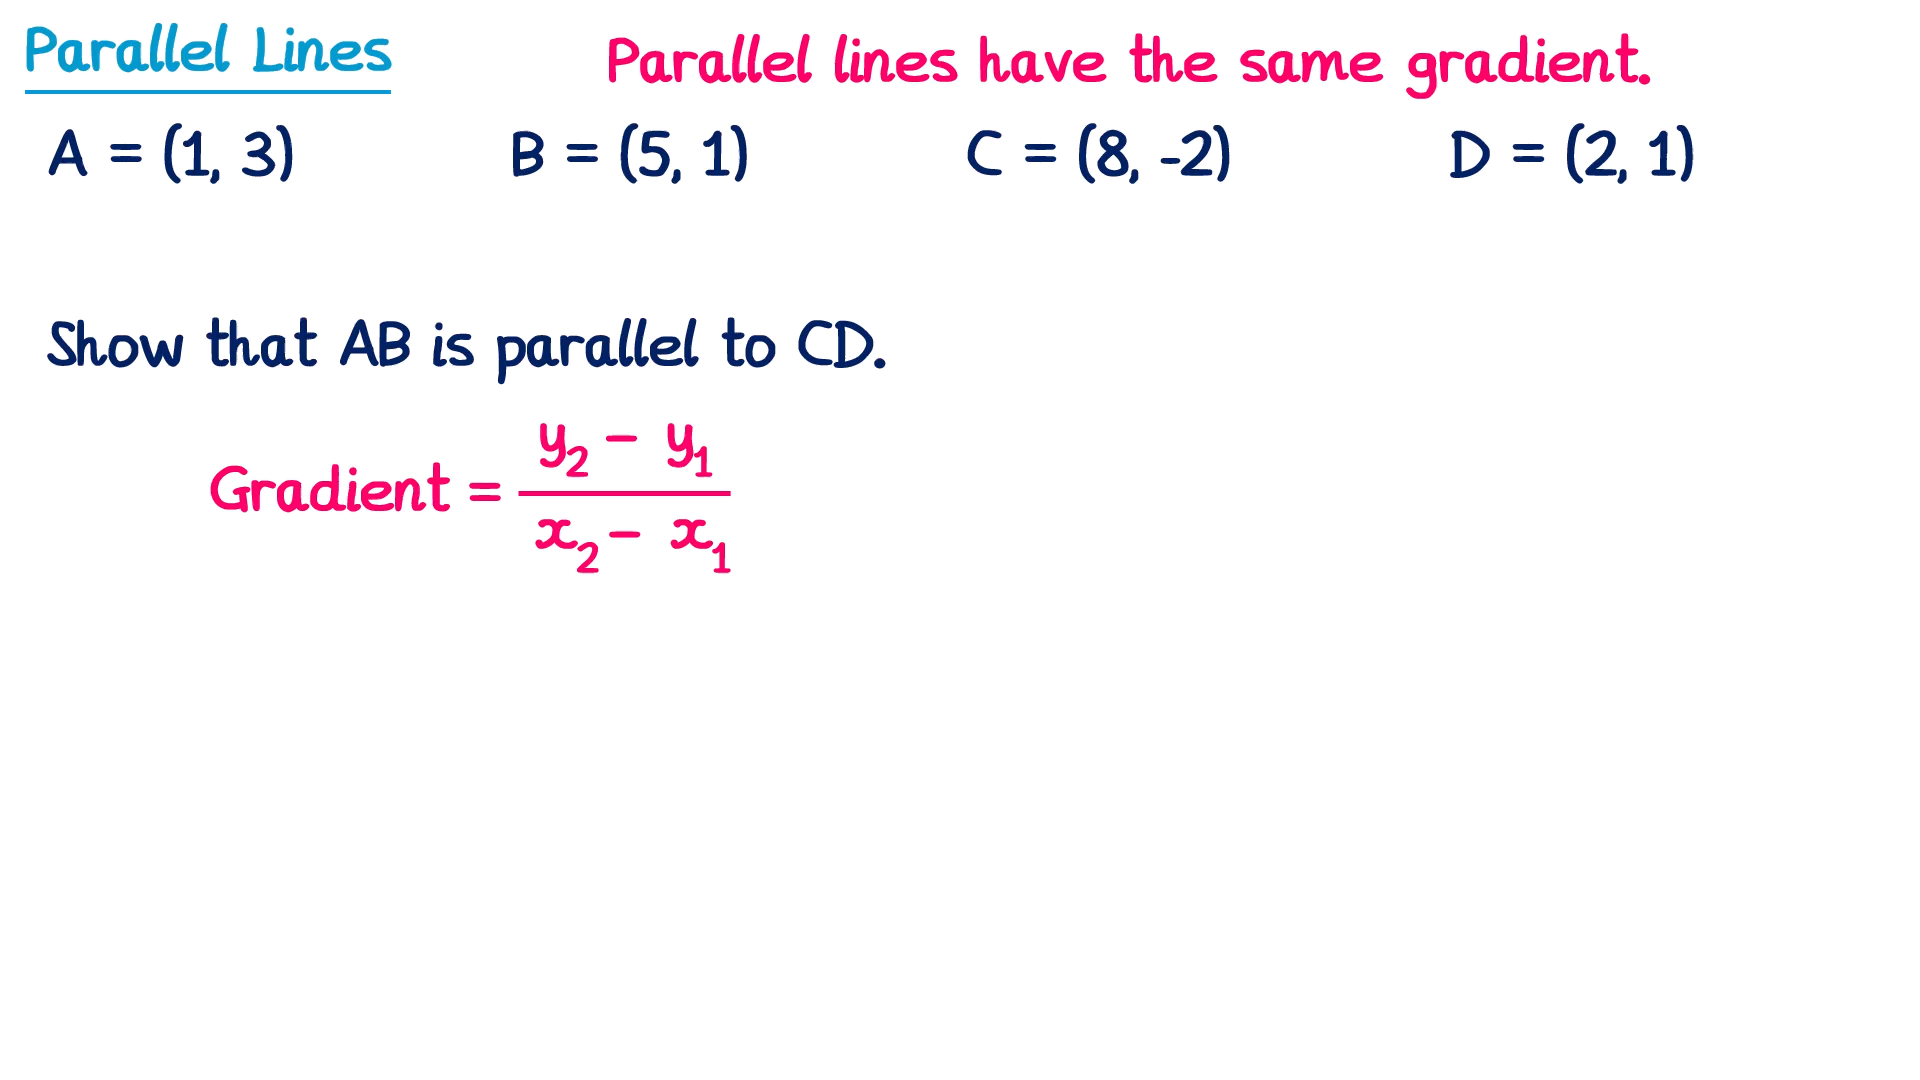 Parallel Lines
Parallel lines have the same gradient.
A = (1, 3) B = (5, 1) C = (8, -2) D = (2, 1)
Show that AB is parallel to CD.
Gradient = y₂ - y₁
x₂ - x₁